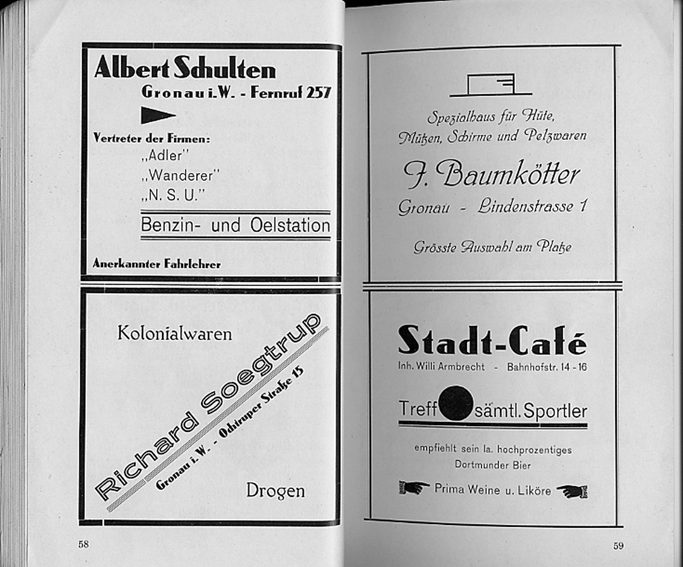 Albert Schulten
Gronau i. W. - Fernruf 257
Vertreter der Firmen:
„Adler"
„Wanderer"
„N. S. U."
Benzin- und Oelstation
Anerkannter Fahrlehrer
Kolonialwaren
Richard Soegtrup
Gronau i. W. - Ochtruper Straße 15
Drogen
58
Spezialhaus für Hüte,
Mützen, Schirme und Pelzwaren
J. Baumkötter
Gronau - Lindenstrasse 1
Grösste Auswahl am Platze
Stadt-Café
Inh. Willi Armbrecht - Bahnhofstr. 14 - 16
Treff sämtl. Sportler
empfiehlt sein Ia. hochprozentiges
Dortmunder Bier
Prima Weine u. Liköre
59